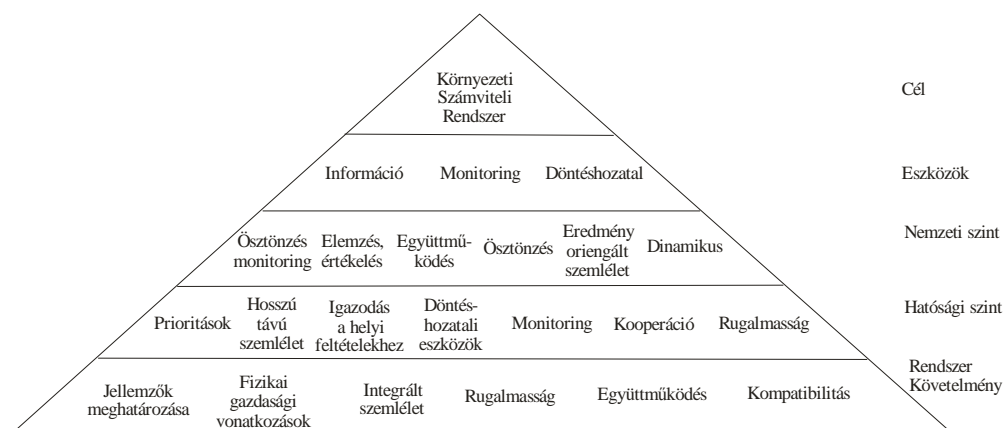 Környezeti
Számviteli
Rendszer
Cél
Információ Monitoring Döntéshozatal
Eszközök
Ösztönzés
monitoring
Elemzés,
értékelés
Együttmű-
ködés
Ösztönzés
Eredmény
oriengált
szemlélet
Dinamikus
Nemzeti szint
Prioritások
Hosszú
távú
szemlélet
Igazodás
a helyi
feltételekhez
Döntés-
hozatali
eszközök
Monitoring
Kooperáció
Rugalmasság
Hatósági szint
Jellemzők
meghatározása
Fizikai
gazdasági
vonatkozások
Integrált
szemlélet
Rugalmasság
Együttműködés
Kompatibilitás
Rendszer
Követelmény